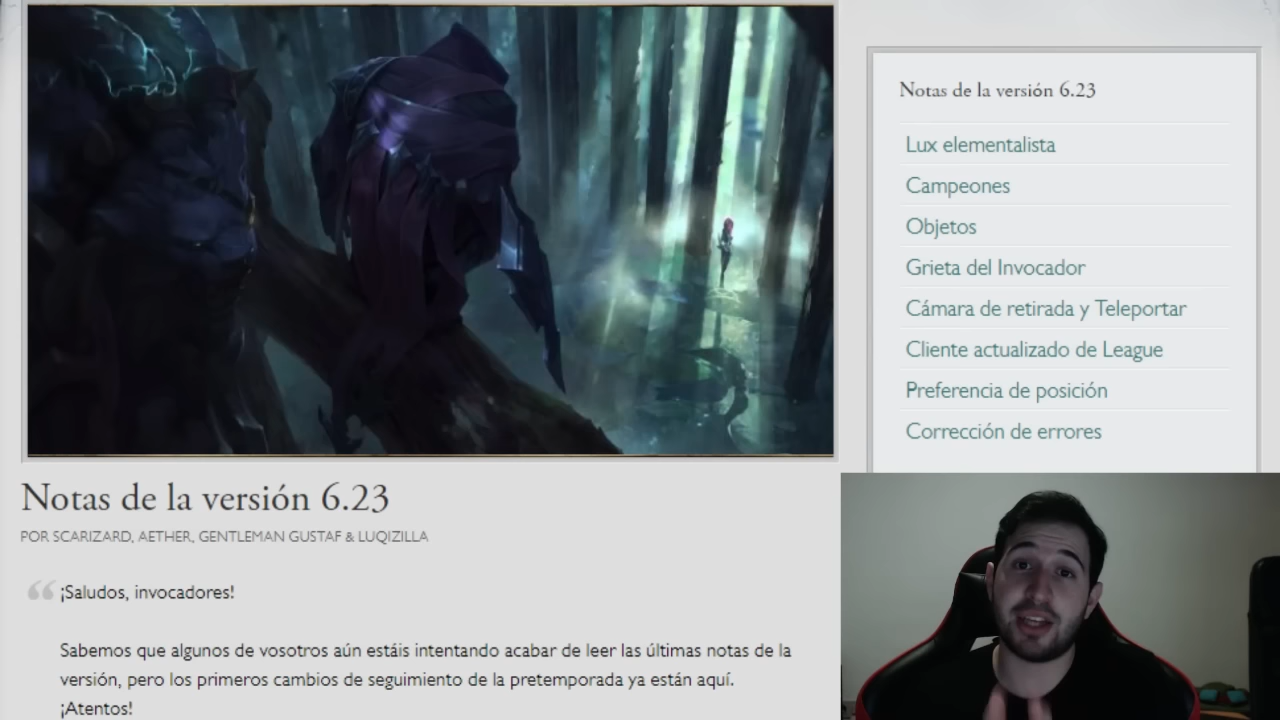 Notas de la versión 6.23
POR SCARIZARD, AETHER, GENTLEMAN GUSTAF & LUQIZILLA
¡Saludos, invocadores!
Sabemos que algunos de vosotros aún estáis intentando acabar de leer las últimas notas de la
versión, pero los primeros cambios de seguimiento de la pretemporada ya están aquí.
¡Atentos!
Notas de la versión 6.23
Lux elementalista
Campeones
Objetos
Grieta del Invocador
Cámara de retirada y Teleportar
Cliente actualizado de League
Preferencia de posición
Corrección de errores